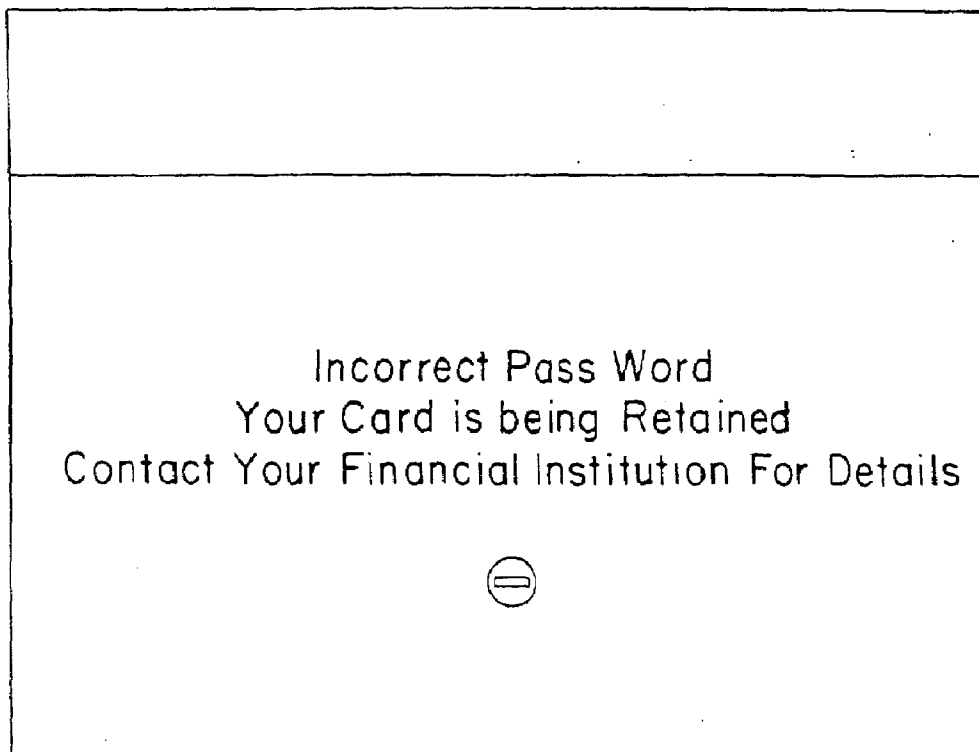 Incorrect Pass Word
Your Card is being Retained
Contact Your Financial Institution For Details